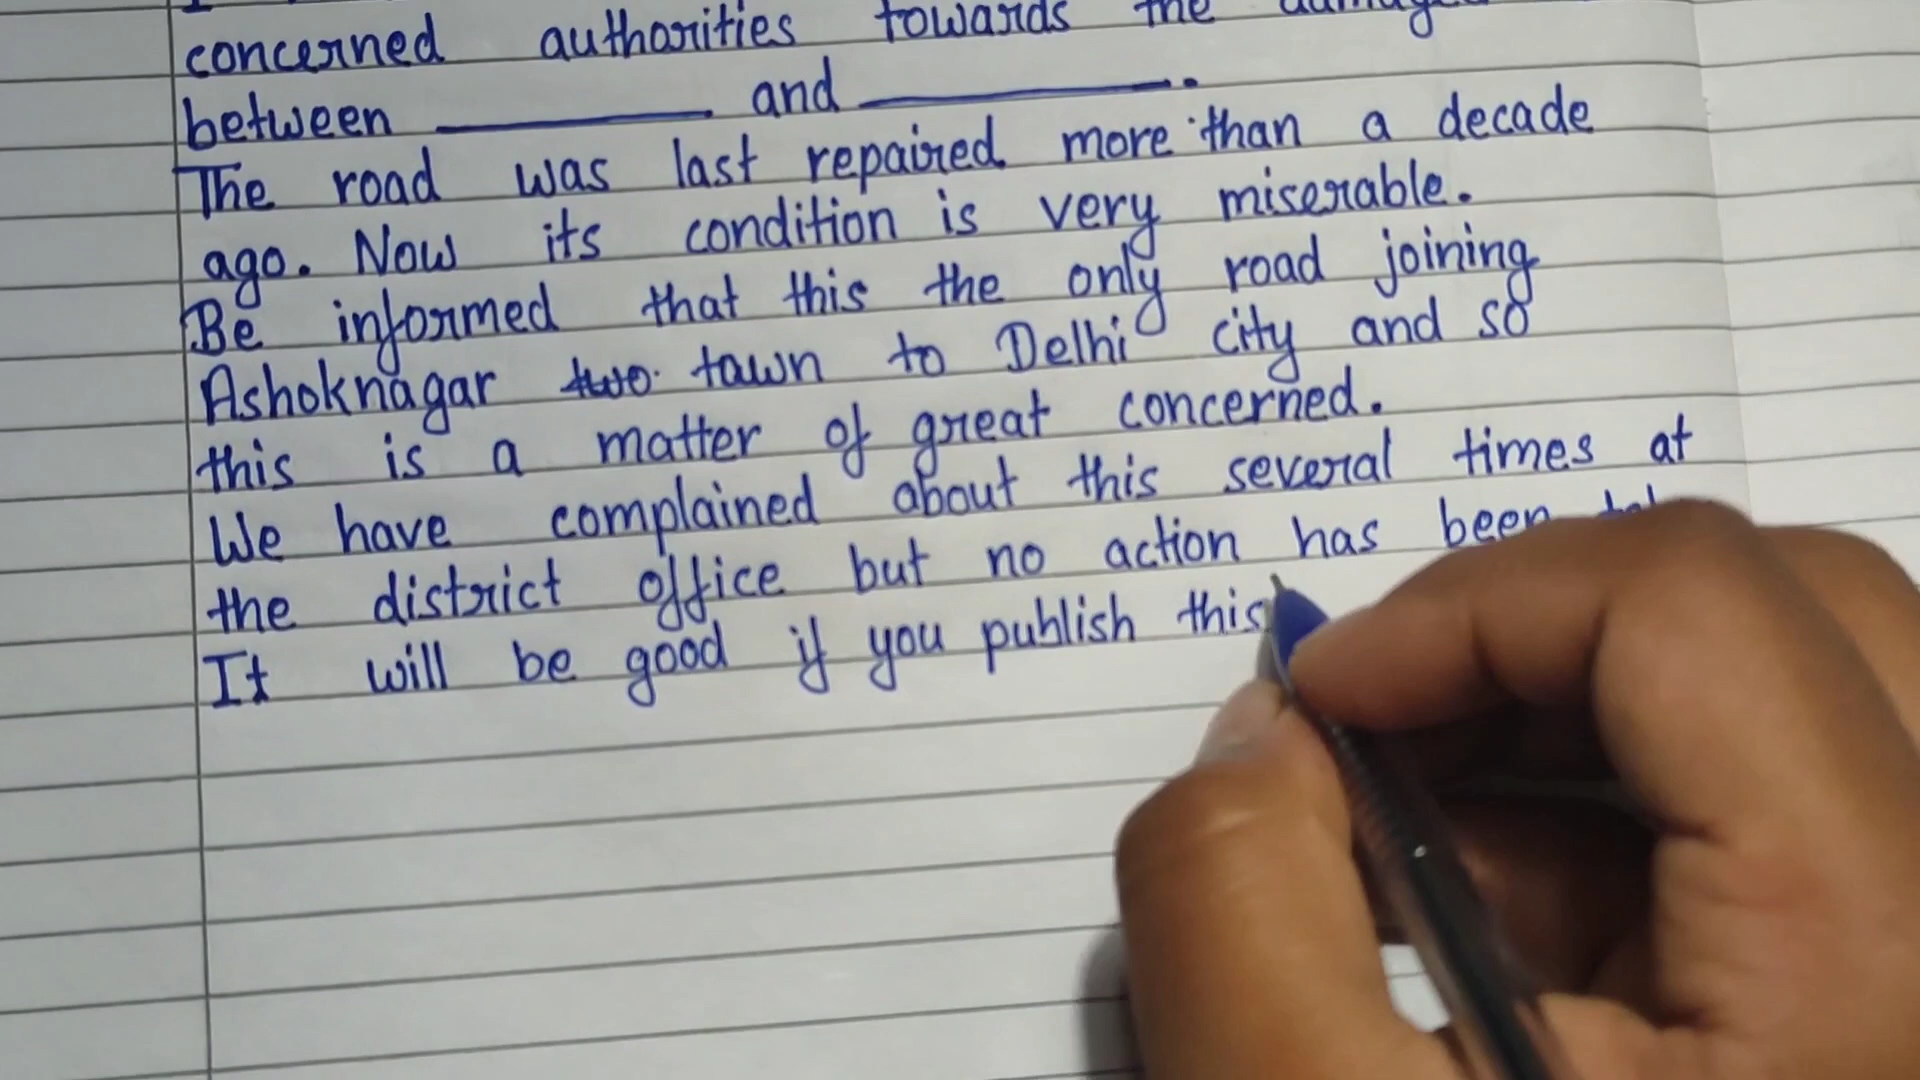 concerned authorities towards the
between ________ and ________.
The road was last repaired more than a decade
ago. Now its condition is very miserable.
Be informed that this the only road joining
Ashoknagar two tawn to Delhi city and so
this is a matter of great concerned.
We have complained about this several times at
the district office but no action has been
It will be good if you publish this